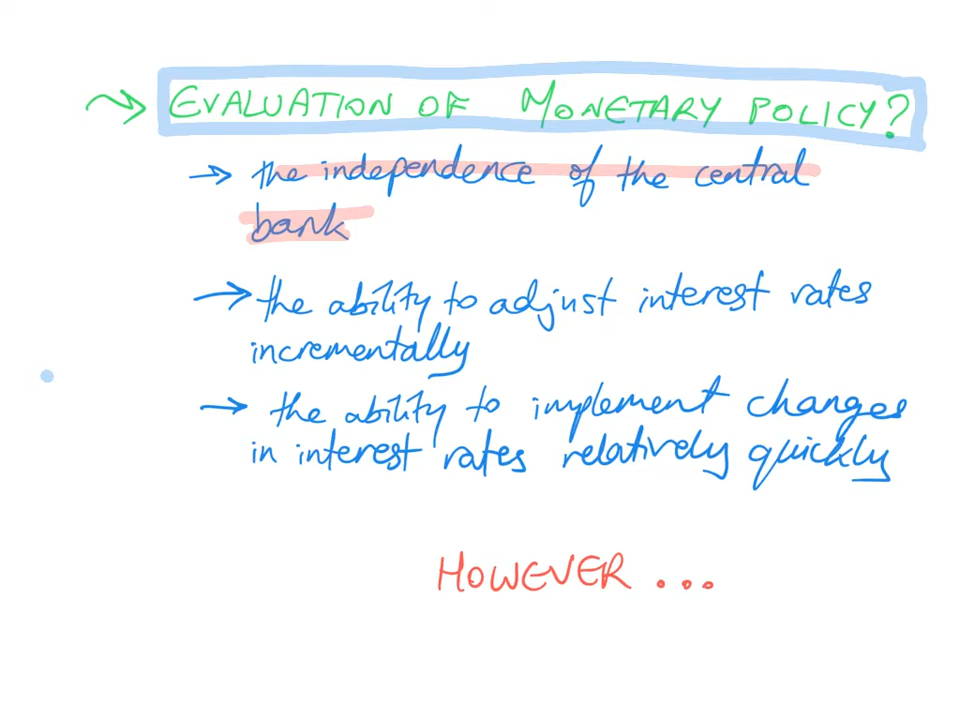 → EVALUATION OF MONETARY POLICY?
→ the independence of the central
bank
→ the ability to adjust interest rates
incrementally
→ the ability to implement changes
in interest rates relatively quickly
HOWEVER ...